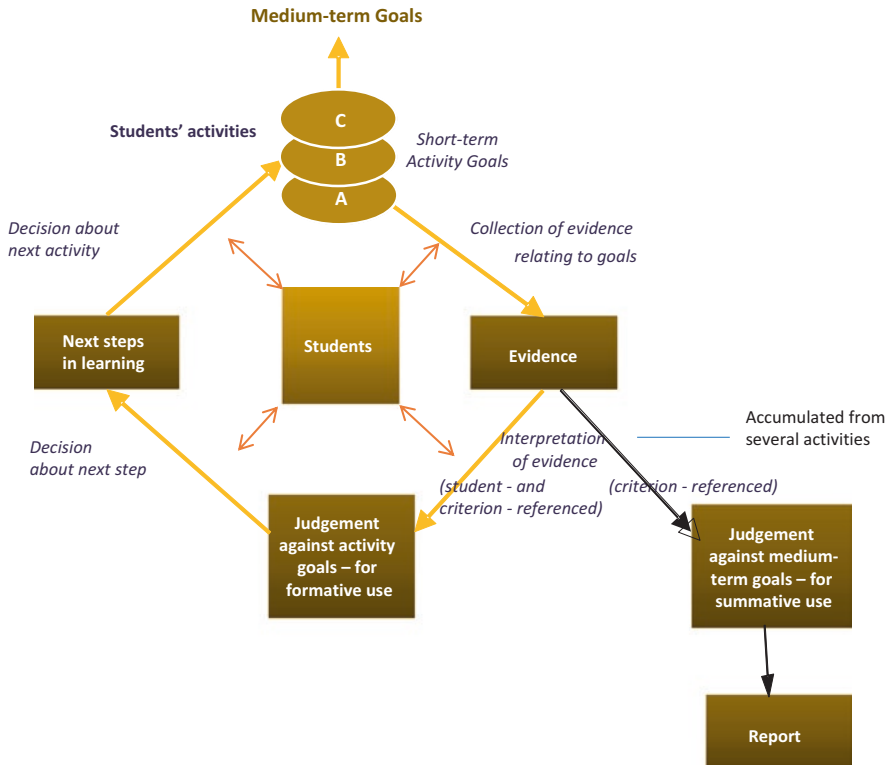 Medium-term Goals
Students’ activities
C
B
A
Short-term
Activity Goals
Decision about
next activity
Collection of evidence
relating to goals
Next steps
in learning
Students
Evidence
Decision
about next step
Interpretation
of evidence
(student - and
criterion - referenced)
(criterion - referenced)
Accumulated from
several activities
Judgement
against activity
goals – for
formative use
Judgement
against medium-
term goals – for
summative use
Report